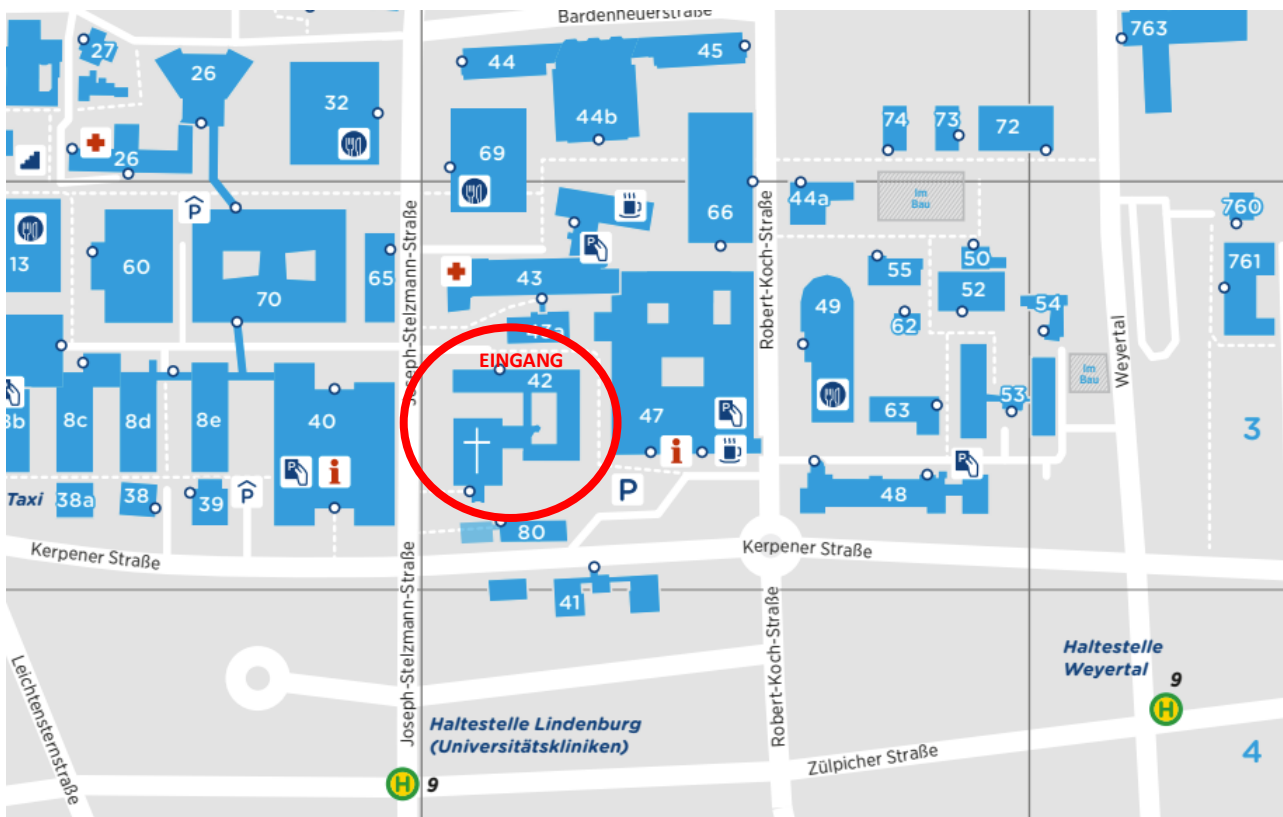 Bardenheuerstraße
763
27
26
44
45
32
44b
74
73
72
26
69
66
44a
Im
Bau
760
13
60
70
65
43
55
50
761
52
54
49
62
43a
Joseph-Stelzmann-Straße
Robert-Koch-Straße
Weyertal
EINGANG
42
Im
Bau
8c
8d
8e
40
47
63
53
3
P
Taxi
38a
38
39
P
P
48
80
Kerpener Straße
Kerpener Straße
41
Leichtensternstraße
Joseph-Stelzmann-Straße
Robert-Koch-Straße
Haltestelle
Weyertal
9
H
Haltestelle Lindenburg
(Universitätskliniken)
Zülpicher Straße
4
H
9